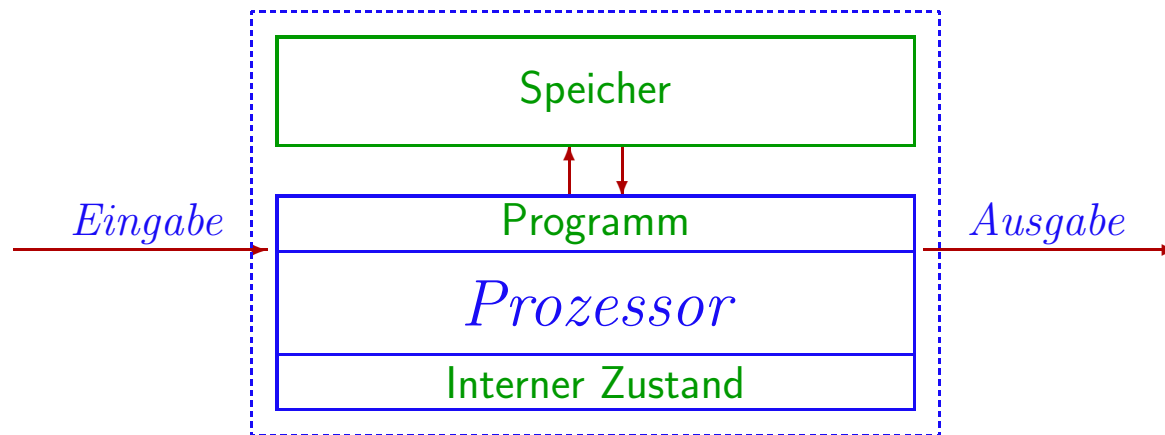 Speicher
Eingabe
Programm
Ausgabe
Prozessor
Interner Zustand